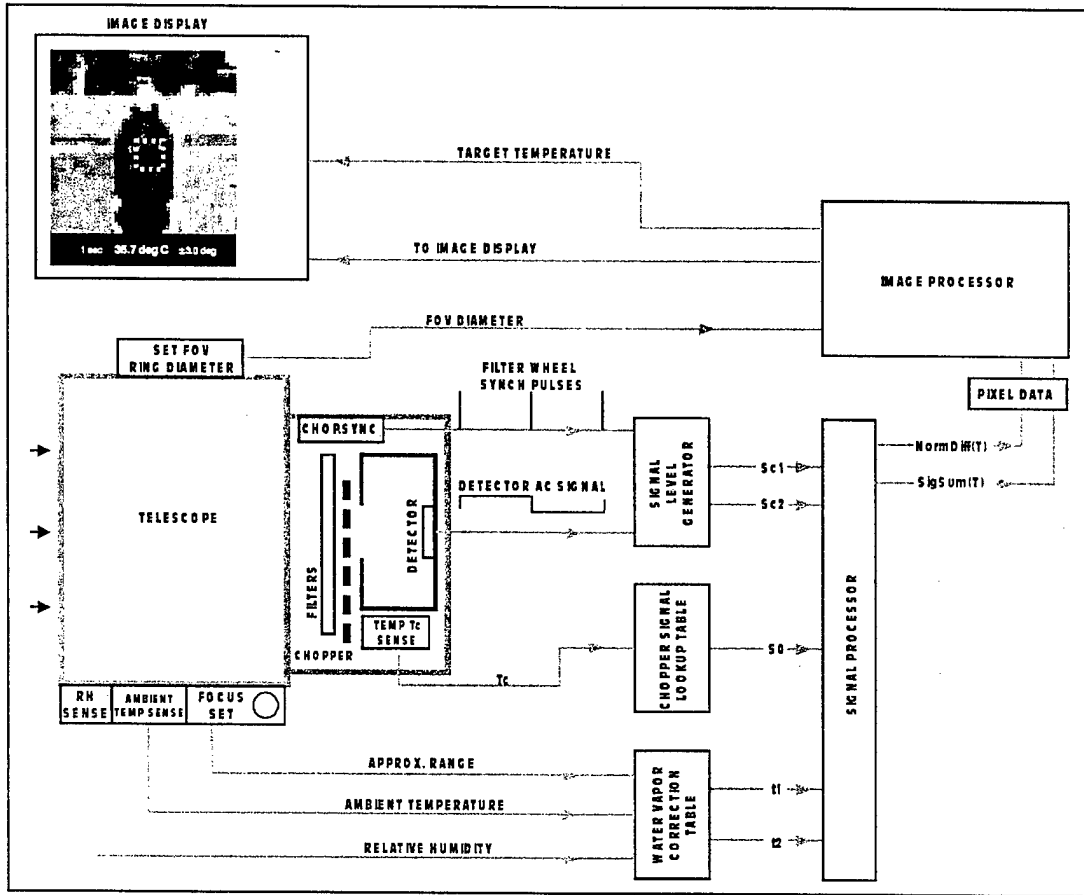 IMAGE DISPLAY
1 sec 36.7 deg C ±3.0 deg
TARGET TEMPERATURE
TO IMAGE DISPLAY
IMAGE PROCESSOR
FOV DIAMETER
SET FOV
RING DIAMETER
FILTER WHEEL
SYNCH PULSES
PIXEL DATA
CHOPSYNC
NormDiff(T)
SigSum(T)
SIGNAL
LEVEL
GENERATOR
Sc1
Sc2
DETECTOR AC SIGNAL
TELESCOPE
DETECTOR
FILTERS
TEMP Tc
SENSE
CHOPPER
Tc
CHOPPER SIGNAL
LOOKUP TABLE
S0
SIGNAL PROCESSOR
RH
SENSE
AMBIENT
TEMP SENSE
FOCUS
SET
APPROX. RANGE
AMBIENT TEMPERATURE
RELATIVE HUMIDITY
WATER VAPOR
CORRECTION
TABLE
t1
t2